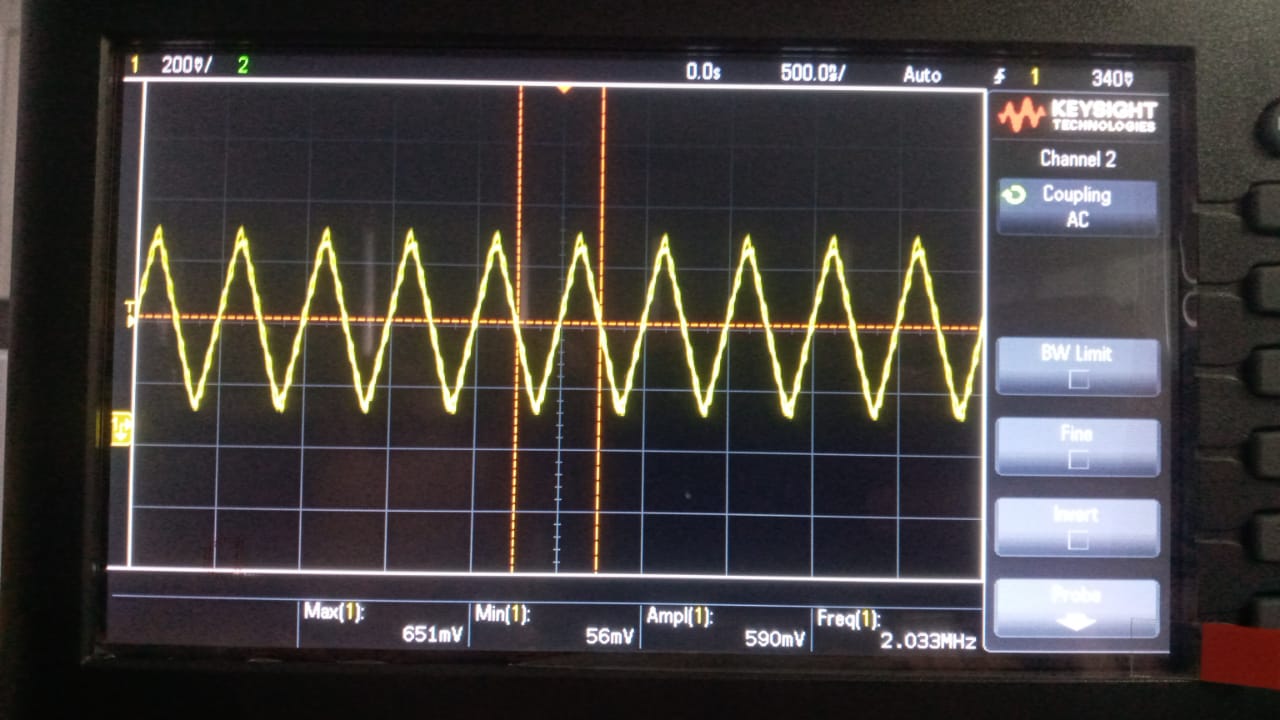 1 200V/ 2 0.0s 500.0ns/ Auto 1 340V
KEYSIGHT
TECHNOLOGIES
Channel 2
Coupling
AC
T
BW Limit
Fine
Invert
Probe
Max(1):
651mV
Min(1):
56mV
Ampl(1):
590mV
Freq(1):
2.033MHz